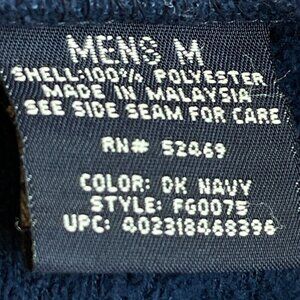 MENS M
SHELL:100% POLYESTER
MADE IN MALAYSIA
SEE SIDE SEAM FOR CARE
RN# 52469
COLOR: DK NAVY
STYLE: FG0075
UPC: 402318468396